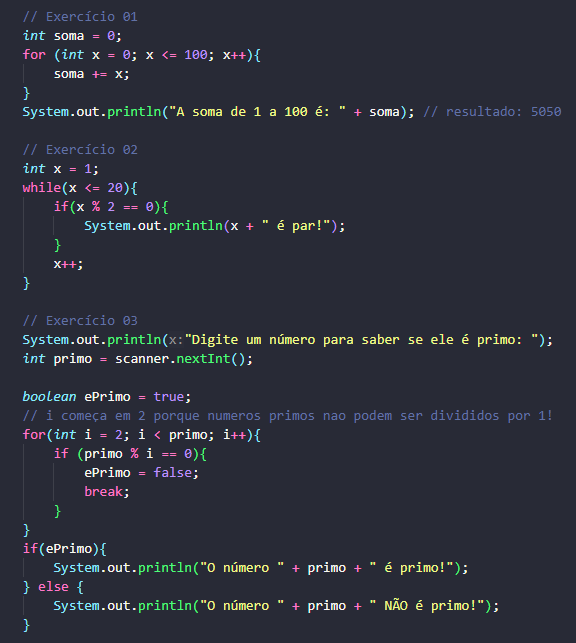 // Exercício 01
int soma = 0;
for (int x = 0; x <= 100; x++){
    soma += x;
}
System.out.println("A soma de 1 a 100 é: " + soma); // resultado: 5050

// Exercício 02
int x = 1;
while(x <= 20){
    if(x % 2 == 0){
        System.out.println(x + " é par!");
    }
    x++;
}

// Exercício 03
System.out.println(x:"Digite um número para saber se ele é primo: ");
int primo = scanner.nextInt();

boolean ePrimo = true;
// i começa em 2 porque numeros primos nao podem ser divididos por 1!
for(int i = 2; i < primo; i++){
    if (primo % i == 0){
        ePrimo = false;
        break;
    }
}
if(ePrimo){
    System.out.println("O número " + primo + " é primo!");
} else {
    System.out.println("O número " + primo + " NÃO é primo!");
}